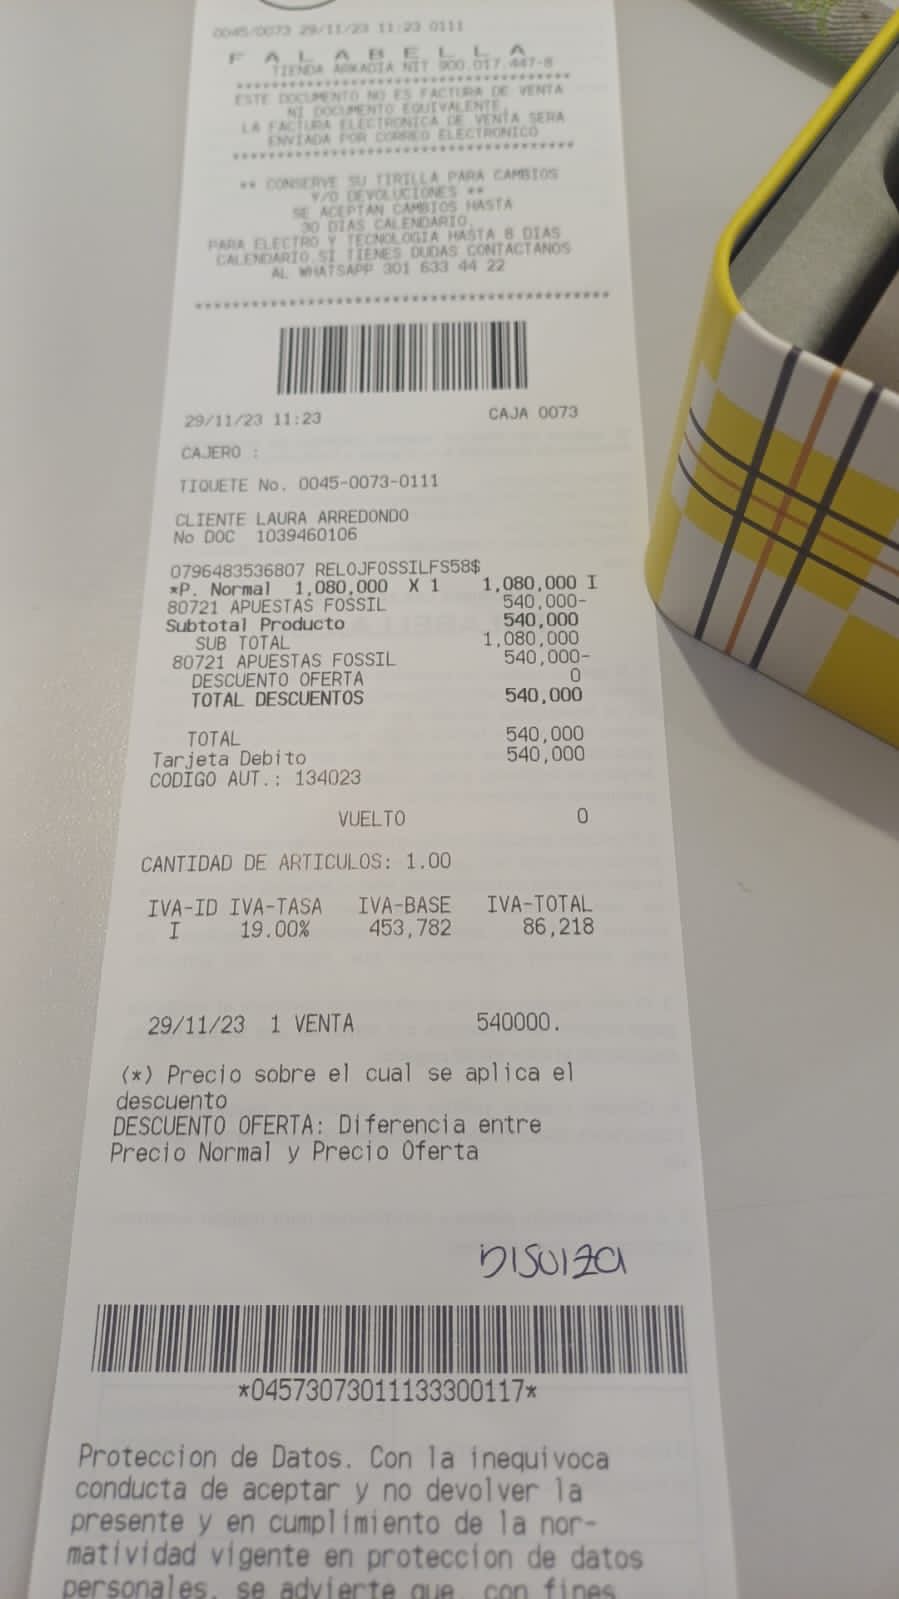 0045/0073 29/11/23 11:23 0111
F A L A B E L L A
TIENDA ARKADIA NIT 900.017.447-8
****************************************
ESTE DOCUMENTO NO ES FACTURA DE VENTA
NI DOCUMENTO EQUIVALENTE,
LA FACTURA ELECTRONICA DE VENTA SERA
ENVIADA POR CORREO ELECTRONICO
****************************************
** CONSERVE SU TIRILLA PARA CAMBIOS
Y/O DEVOLUCIONES **
SE ACEPTAN CAMBIOS HASTA
30 DIAS CALENDARIO,
PARA ELECTRO Y TECNOLOGIA HASTA 8 DIAS
CALENDARIO.SI TIENES DUDAS CONTACTANOS
AL WHATSAPP 301 633 44 22
****************************************
29/11/23 11:23 CAJA 0073
CAJERO :
TIQUETE No. 0045-0073-0111
CLIENTE LAURA ARREDONDO
No DOC 1039460106
0796483536807 RELOJFOSSILFS58$
*P. Normal 1,080,000 X 1 1,080,000 I
80721 APUESTAS FOSSIL 540,000-
Subtotal Producto 540,000
SUB TOTAL 1,080,000
80721 APUESTAS FOSSIL 540,000-
DESCUENTO OFERTA 0
TOTAL DESCUENTOS 540,000
TOTAL 540,000
Tarjeta Debito 540,000
CODIGO AUT.: 134023
VUELTO 0
CANTIDAD DE ARTICULOS: 1.00
IVA-ID IVA-TASA IVA-BASE IVA-TOTAL
I 19.00% 453,782 86,218
29/11/23 1 VENTA 540000.
(*) Precio sobre el cual se aplica el
descuento
DESCUENTO OFERTA: Diferencia entre
Precio Normal y Precio Oferta
*04573073011133300117*
Proteccion de Datos. Con la inequivoca
conducta de aceptar y no devolver la
presente y en cumplimiento de la nor-
matividad vigente en proteccion de datos
personales, se advierte que, con fines